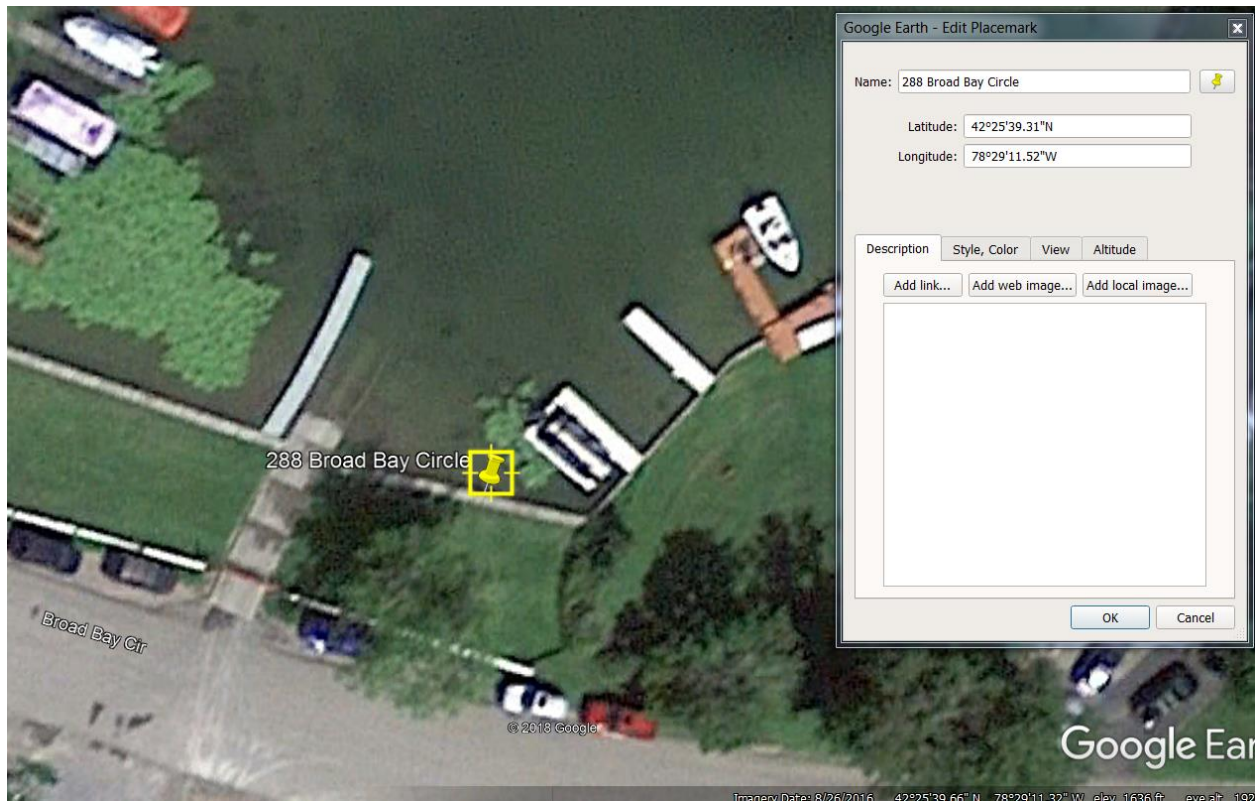 Google Earth - Edit Placemark
Name: 288 Broad Bay Circle
Latitude: 42°25'39.31"N
Longitude: 78°29'11.52"W
Description Style, Color View Altitude
Add link... Add web image... Add local image...
OK Cancel
288 Broad Bay Circle
Broad Bay Cir
© 2018 Google
Google Ear
Imagery Date: 8/26/2016 42°25'39.66" N 78°29'11.32" W elev 1636 ft eye alt 192